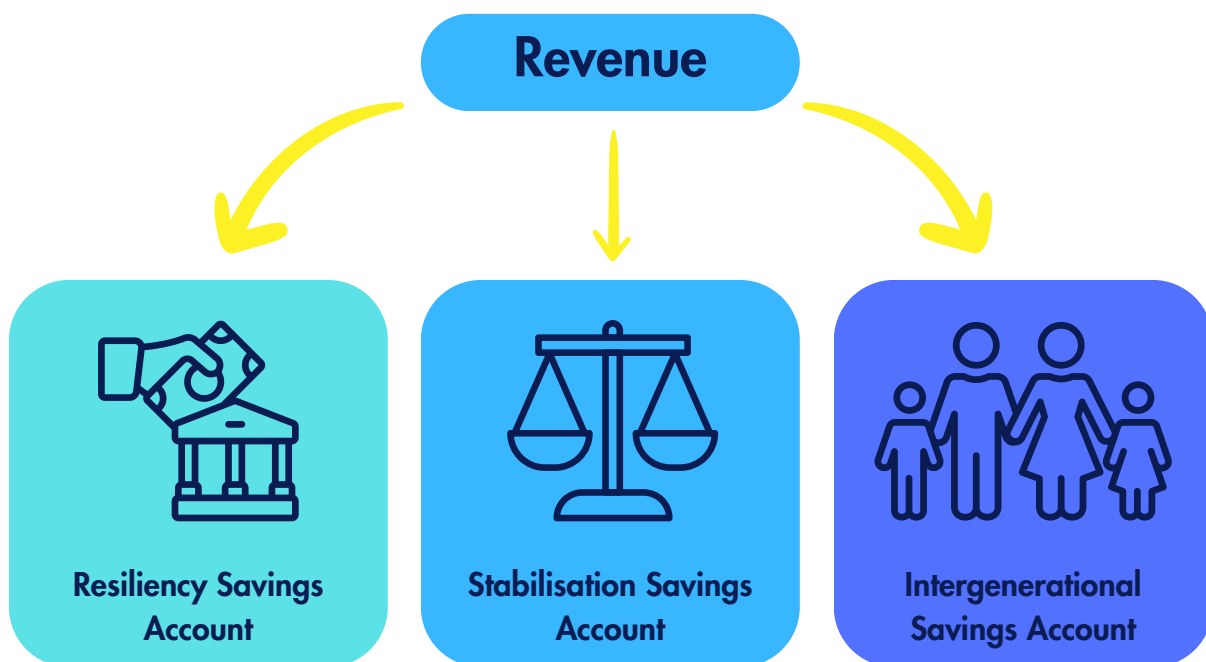 Revenue
Resiliency Savings
Account
Stabilisation Savings
Account
Intergenerational
Savings Account